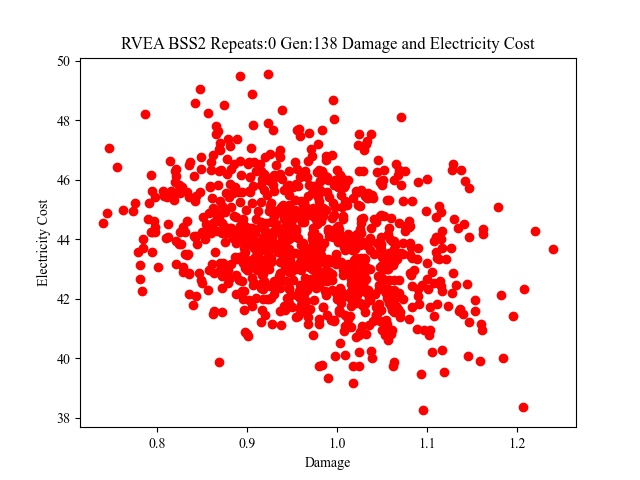 RVEA BSS2 Repeats:0 Gen:138 Damage and Electricity Cost
50
48
46
44
42
40
38
Electricity Cost
0.8 0.9 1.0 1.1 1.2
Damage